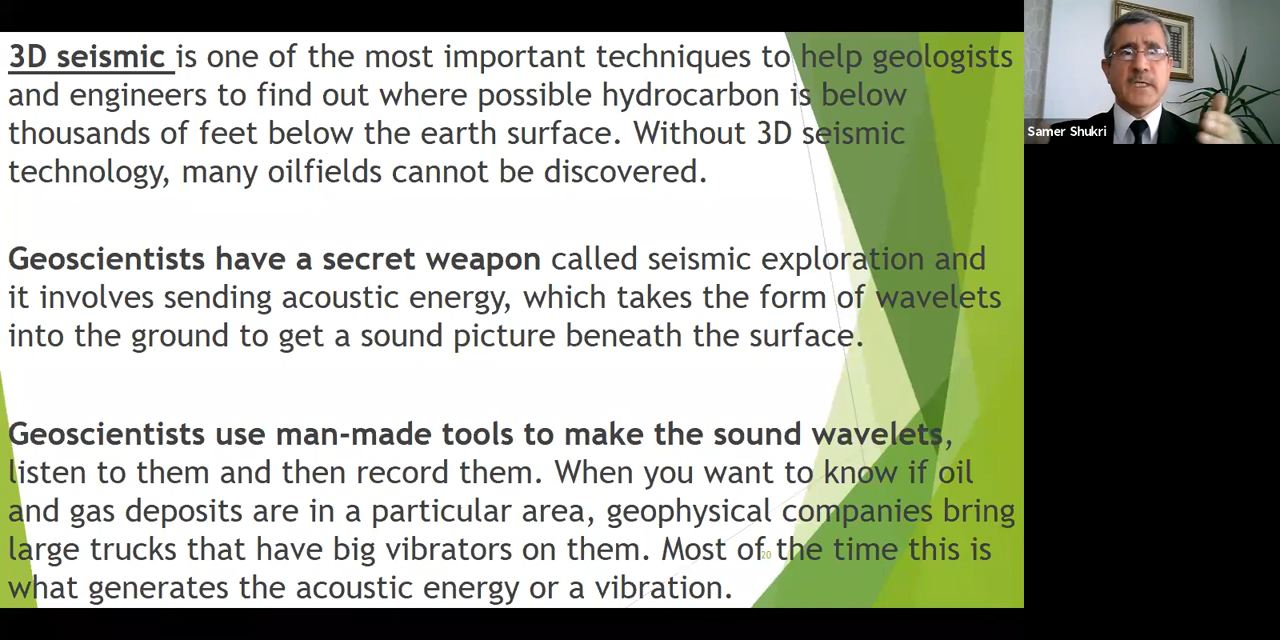 3D seismic is one of the most important techniques to help geologists
and engineers to find out where possible hydrocarbon is below
thousands of feet below the earth surface. Without 3D seismic
technology, many oilfields cannot be discovered.
Geoscientists have a secret weapon called seismic exploration and
it involves sending acoustic energy, which takes the form of wavelets
into the ground to get a sound picture beneath the surface.
Geoscientists use man-made tools to make the sound wavelets,
listen to them and then record them. When you want to know if oil
and gas deposits are in a particular area, geophysical companies bring
large trucks that have big vibrators on them. Most of the time this is
what generates the acoustic energy or a vibration.
20
Samer Shukri